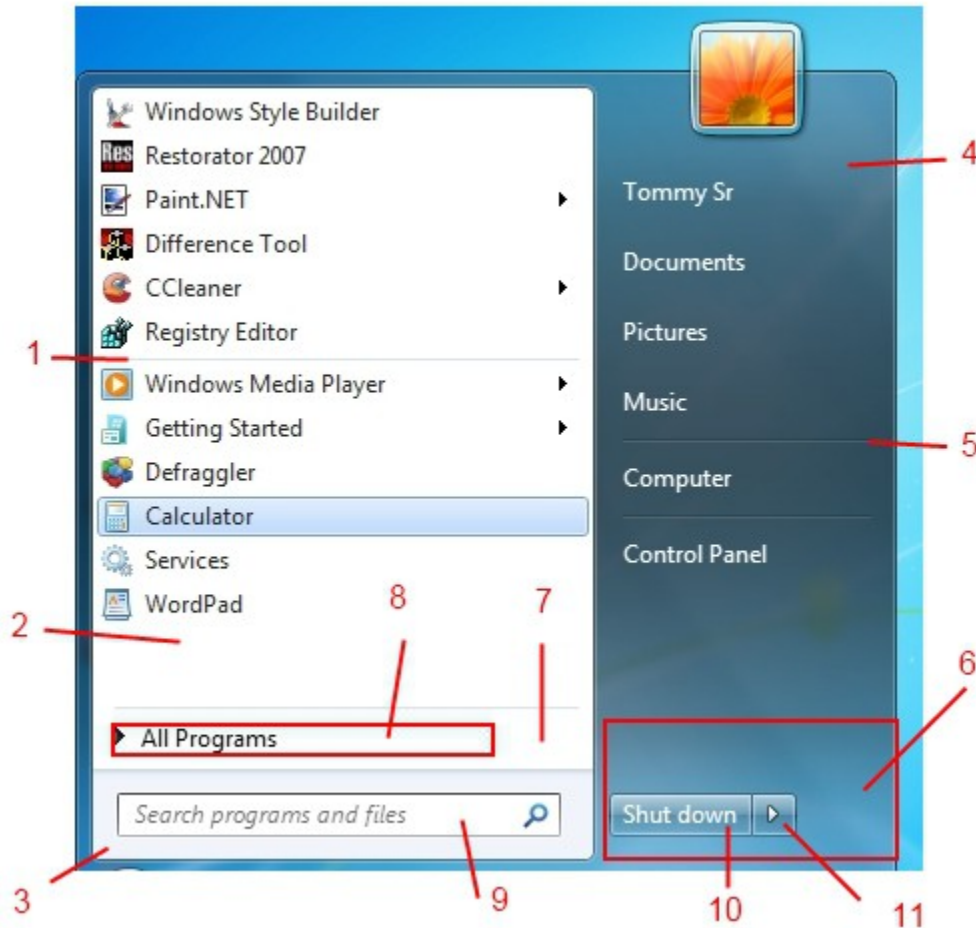 Windows Style Builder
Res Restorator 2007
Paint.NET
Difference Tool
CCleaner
Registry Editor
1
Windows Media Player
Getting Started
Defraggler
Calculator
Services
WordPad
2
8
7
All Programs
Search programs and files
3
9
4
Tommy Sr
Documents
Pictures
Music
5
Computer
Control Panel
6
Shut down
10
11